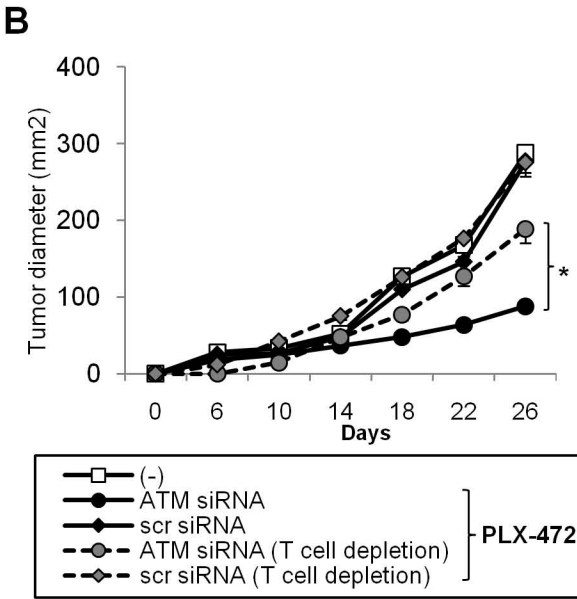 B
Tumor diameter (mm2)
400
300
200
100
0
*
0 6 10 14 18 22 26
Days
(-)
ATM siRNA
scr siRNA
ATM siRNA (T cell depletion)
scr siRNA (T cell depletion)
PLX-472